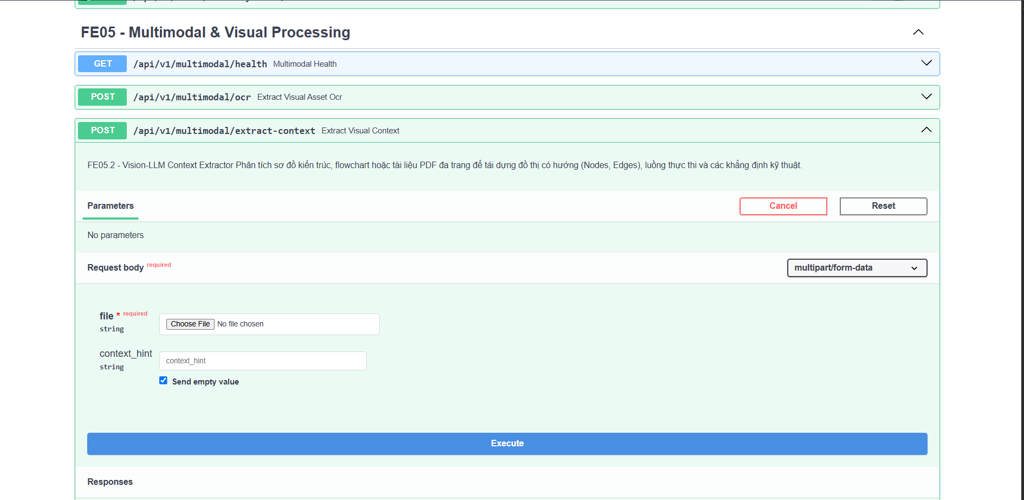 FE05 - Multimodal & Visual Processing
GET /api/v1/multimodal/health Multimodal Health
POST /api/v1/multimodal/ocr Extract Visual Asset Ocr
POST /api/v1/multimodal/extract-context Extract Visual Context
FE05.2 - Vision-LLM Context Extractor Phân tích sơ đồ kiến trúc, flowchart hoặc tài liệu PDF đa trang để tái dựng đồ thị có hướng (Nodes, Edges), luồng thực thi và các khẳng định kỹ thuật.
Parameters
Cancel
Reset
No parameters
Request body required
multipart/form-data
file * required
string
Choose File No file chosen
context_hint
string
context_hint
Send empty value
Execute
Responses